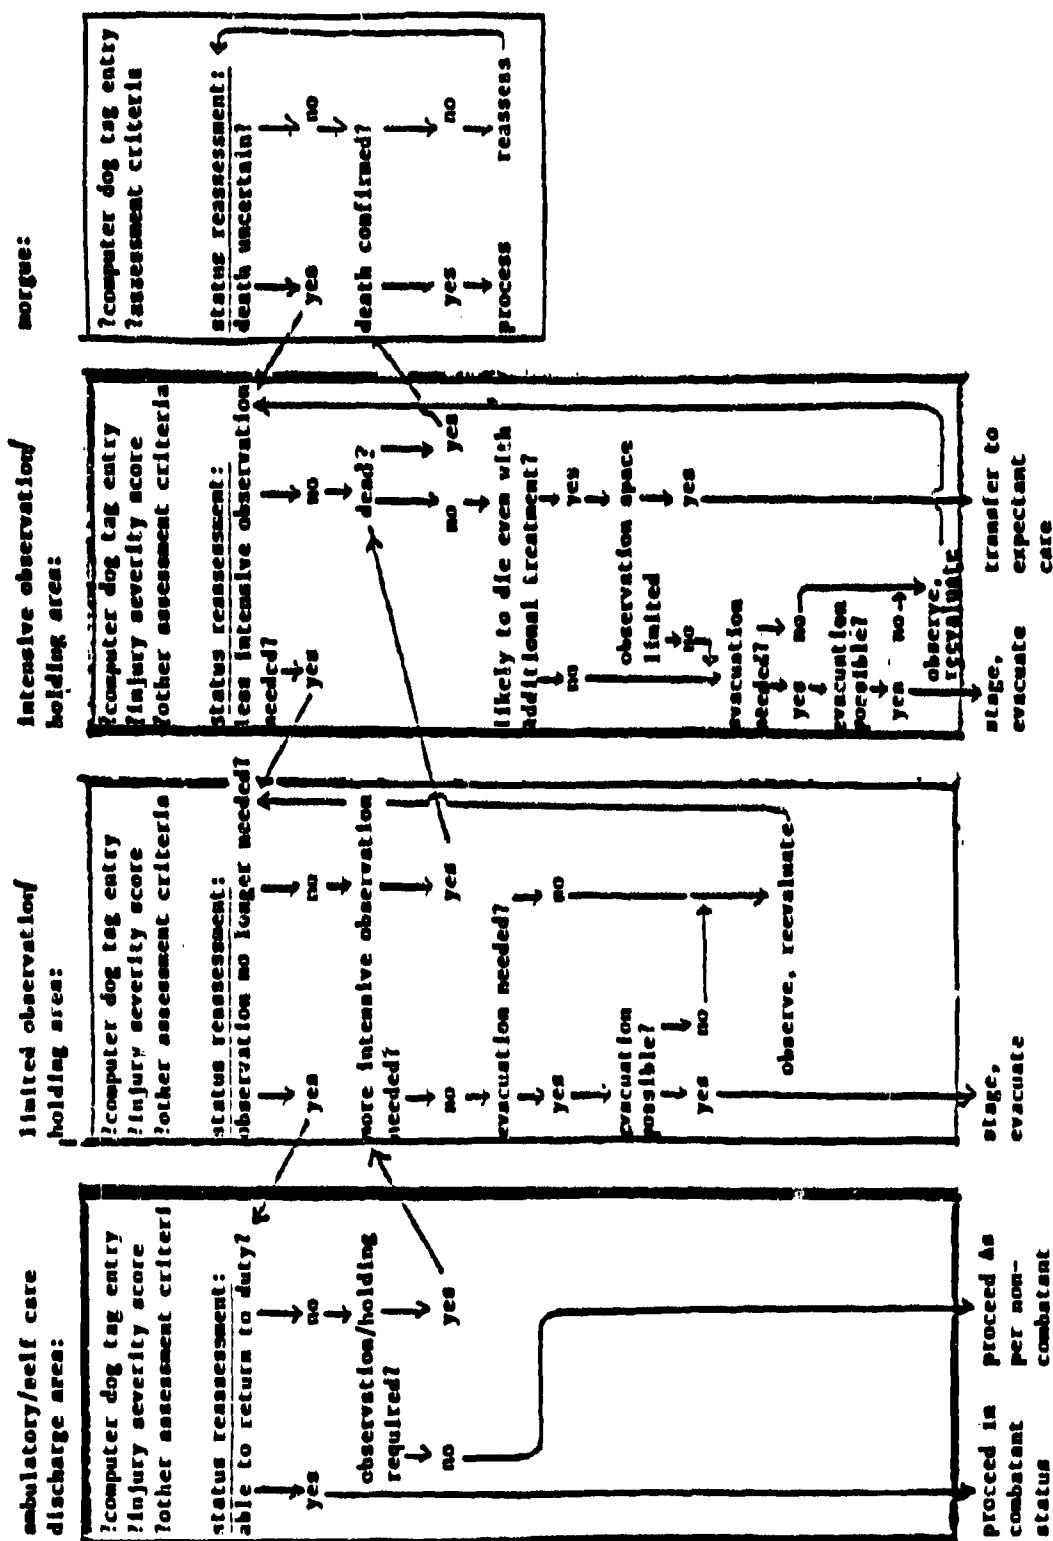 ambulatory/self care
discharge area:
?computer dog tag entry
?injury severity score
?other assessment criteri
status reassessment:
able to return to duty?
yes
no
observation/holding
required?
no
yes
proceed in
combatant
status
proceed As
per non-
combatant
limited observation/
holding area:
?computer dog tag entry
?injury severity score
?other assessment criteria
status reassessment:
observation no longer needed?
yes
no
more intensive observation
needed?
no
yes
evacuation needed?
yes
no
evacuation
possible?
yes
no
observe, reevaluate
stage,
evacuate
intensive observation/
holding area:
?computer dog tag entry
?injury severity score
?other assessment criteria
status reassessment:
less intensive observation
needed?
yes
no
dead?
no
yes
likely to die even with
additional treatment?
no
yes
observation space
limited
no
yes
evacuation
needed?
yes
no
evacuation
possible?
yes
no
observe,
reevaluate
stage,
evacuate
transfer to
expectant
care
morgue:
?computer dog tag entry
?assessment criteria
status reassessment:
death uncertain?
yes
no
death confirmed?
yes
no
process
reassess